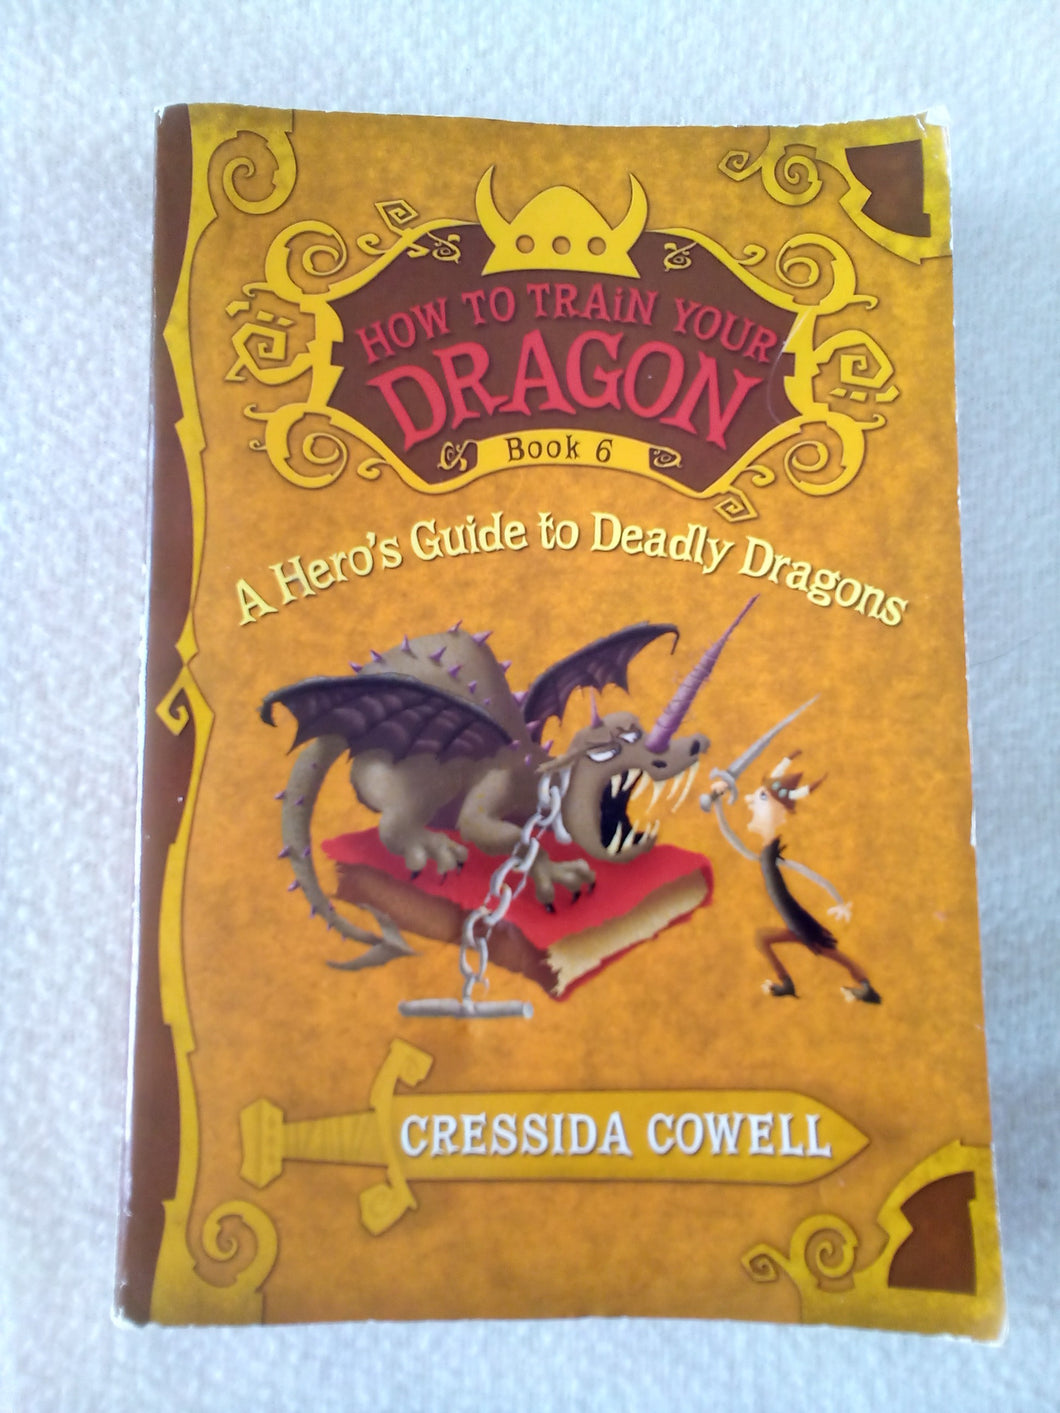 HOW TO TRAiN YOUR
DRAGON
Book 6
A Hero's Guide to Deadly Dragons
CRESSIDA COWELL